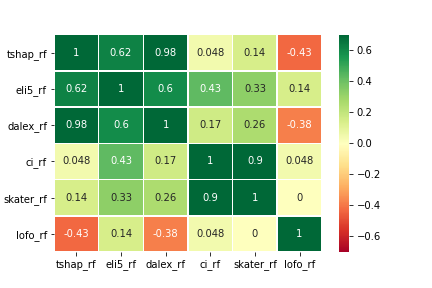 tshap_rf 1 0.62 0.98 0.048 0.14 -0.43
eli5_rf 0.62 1 0.6 0.43 0.33 0.14
dalex_rf 0.98 0.6 1 0.17 0.26 -0.38
ci_rf 0.048 0.43 0.17 1 0.9 0.048
skater_rf 0.14 0.33 0.26 0.9 1 0
lofo_rf -0.43 0.14 -0.38 0.048 0 1
tshap_rf eli5_rf dalex_rf ci_rf skater_rf lofo_rf
0.6
0.4
0.2
0.0
−0.2
−0.4
−0.6